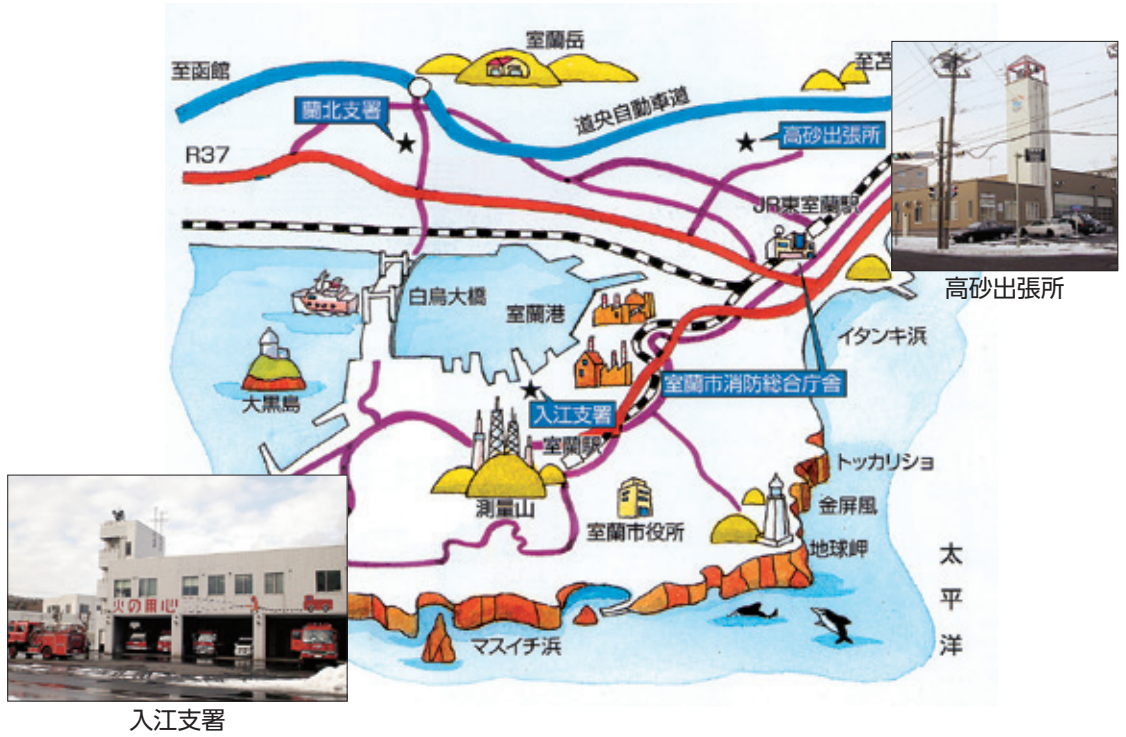 室蘭岳
至函館
至苫
蘭北支署
道央自動車道
高砂出張所
R37
JR東室蘭駅
高砂出張所
白鳥大橋
室蘭港
イタンキ浜
大黒島
室蘭市消防総合庁舎
入江支署
室蘭駅
トッカリショ
測量山
金屏風
室蘭市役所
地球岬
太平洋
火の用心
マスイチ浜
入江支署